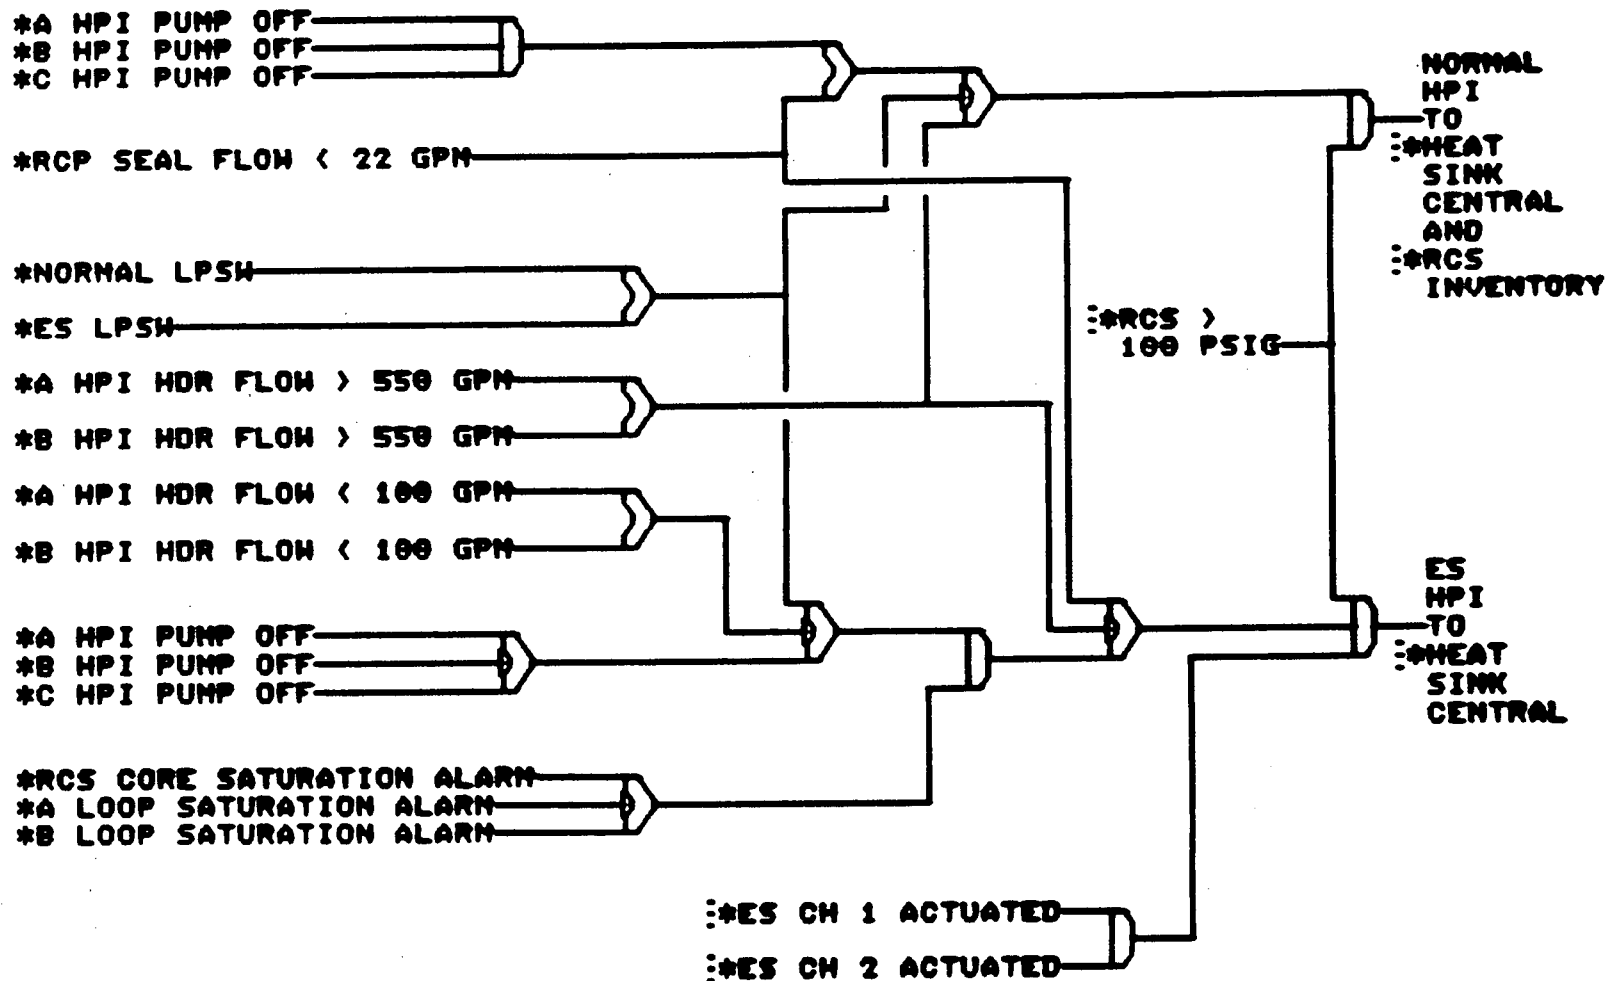 *A HPI PUMP OFF
*B HPI PUMP OFF
*C HPI PUMP OFF
*RCP SEAL FLOW < 22 GPM
*NORMAL LPSW
*ES LPSW
*A HPI HDR FLOW > 550 GPM
*B HPI HDR FLOW > 550 GPM
*A HPI HDR FLOW < 100 GPM
*B HPI HDR FLOW < 100 GPM
*A HPI PUMP OFF
*B HPI PUMP OFF
*C HPI PUMP OFF
*RCS CORE SATURATION ALARM
*A LOOP SATURATION ALARM
*B LOOP SATURATION ALARM
*ES CH 1 ACTUATED
*ES CH 2 ACTUATED
*RCS >
100 PSIG
NORMAL
HPI
TO
*HEAT
SINK
CENTRAL
AND
*RCS
INVENTORY
ES
HPI
TO
*HEAT
SINK
CENTRAL